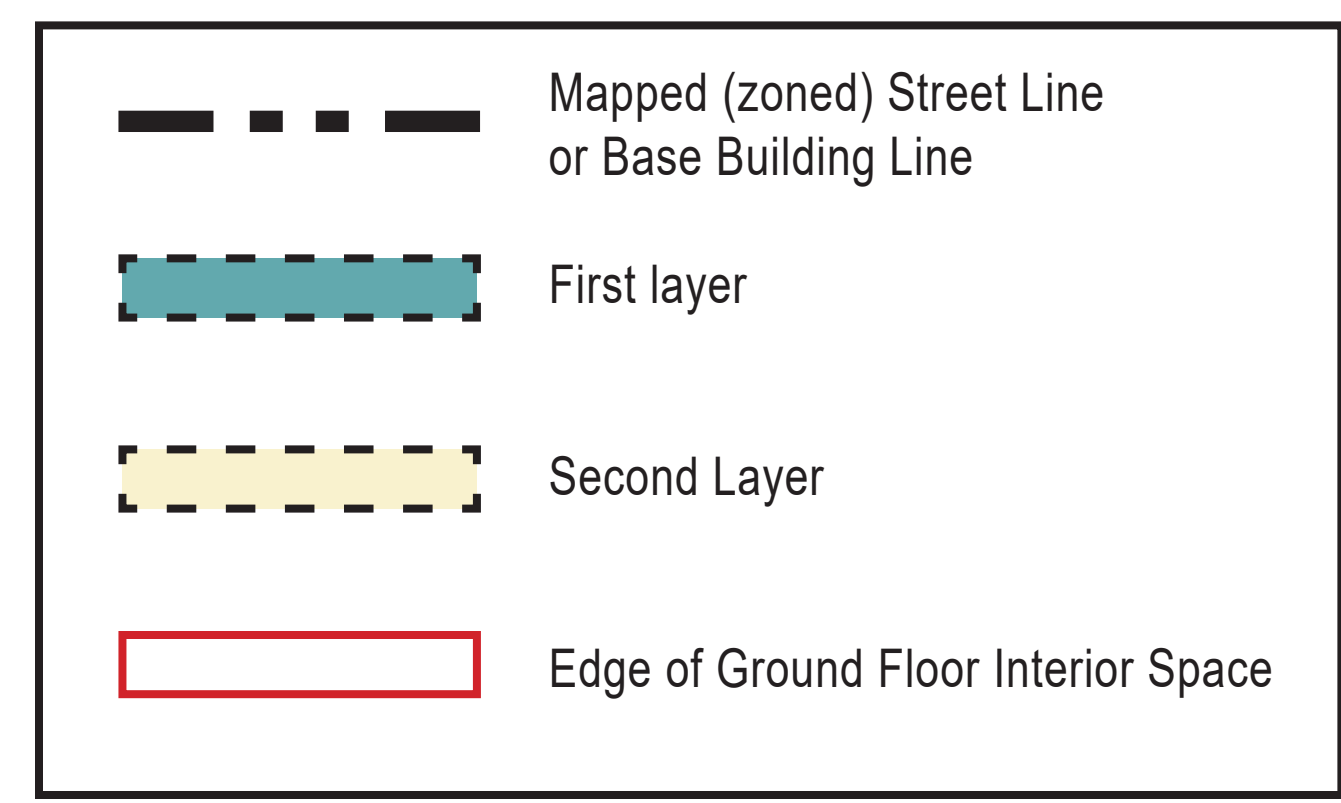 Mapped (zoned) Street Line
or Base Building Line
First layer
Second Layer
Edge of Ground Floor Interior Space